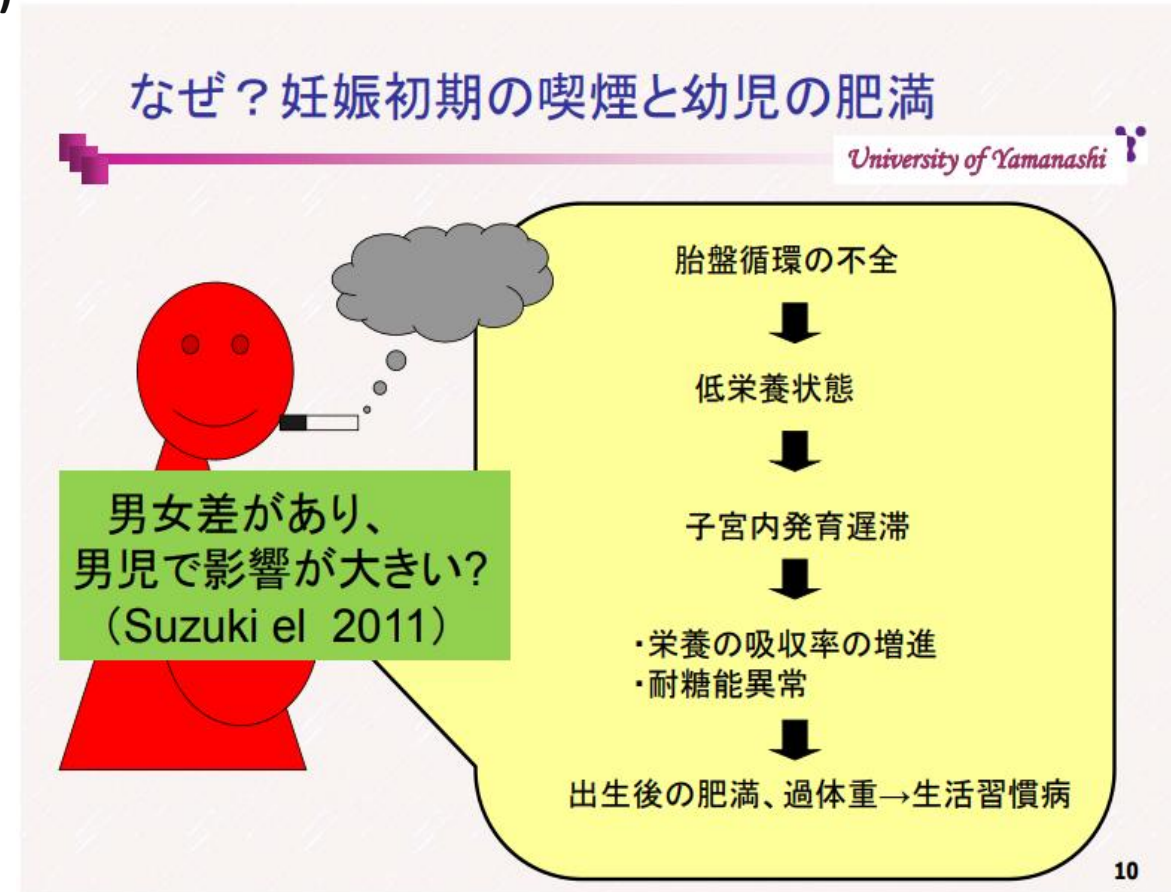 )
なぜ？妊娠初期の喫煙と幼児の肥満
University of Yamanashi
胎盤循環の不全
低栄養状態
子宮内発育遅滞
・栄養の吸収率の増進
・耐糖能異常
出生後の肥満、過体重→生活習慣病
男女差があり、
男児で影響が大きい?
（Suzuki el 2011）
10